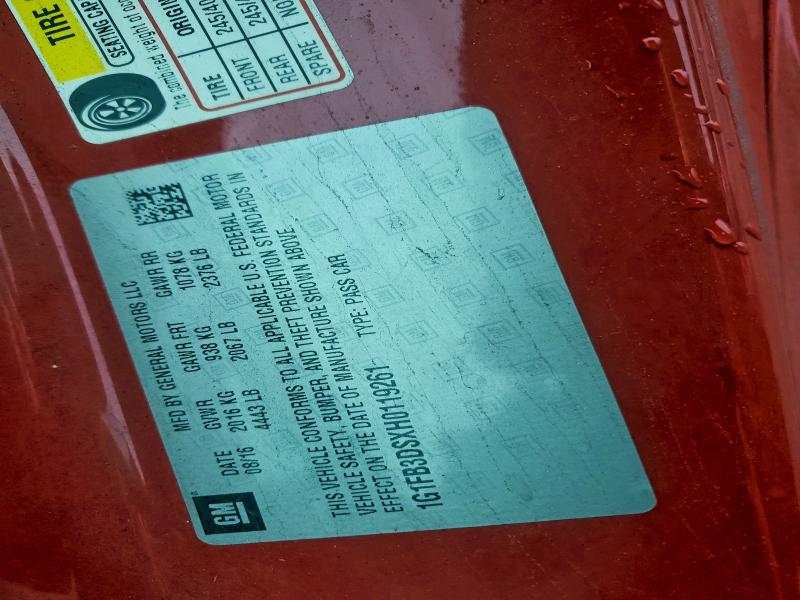 TIRE
SEATING CAP
The combined weight of occ
ORIGIN
TIRE
FRONT 245/40
REAR 245/
SPARE NO
MFD BY GENERAL MOTORS LLC
DATE GVWR GAWR FRT GAWR RR
08/16 2016 KG 938 KG 1078 KG
4443 LB 2067 LB 2376 LB
THIS VEHICLE CONFORMS TO ALL APPLICABLE U.S. FEDERAL MOTOR
VEHICLE SAFETY, BUMPER, AND THEFT PREVENTION STANDARDS IN
EFFECT ON THE DATE OF MANUFACTURE SHOWN ABOVE.
1G1FB3DSXH0119261 TYPE: PASS CAR
GM